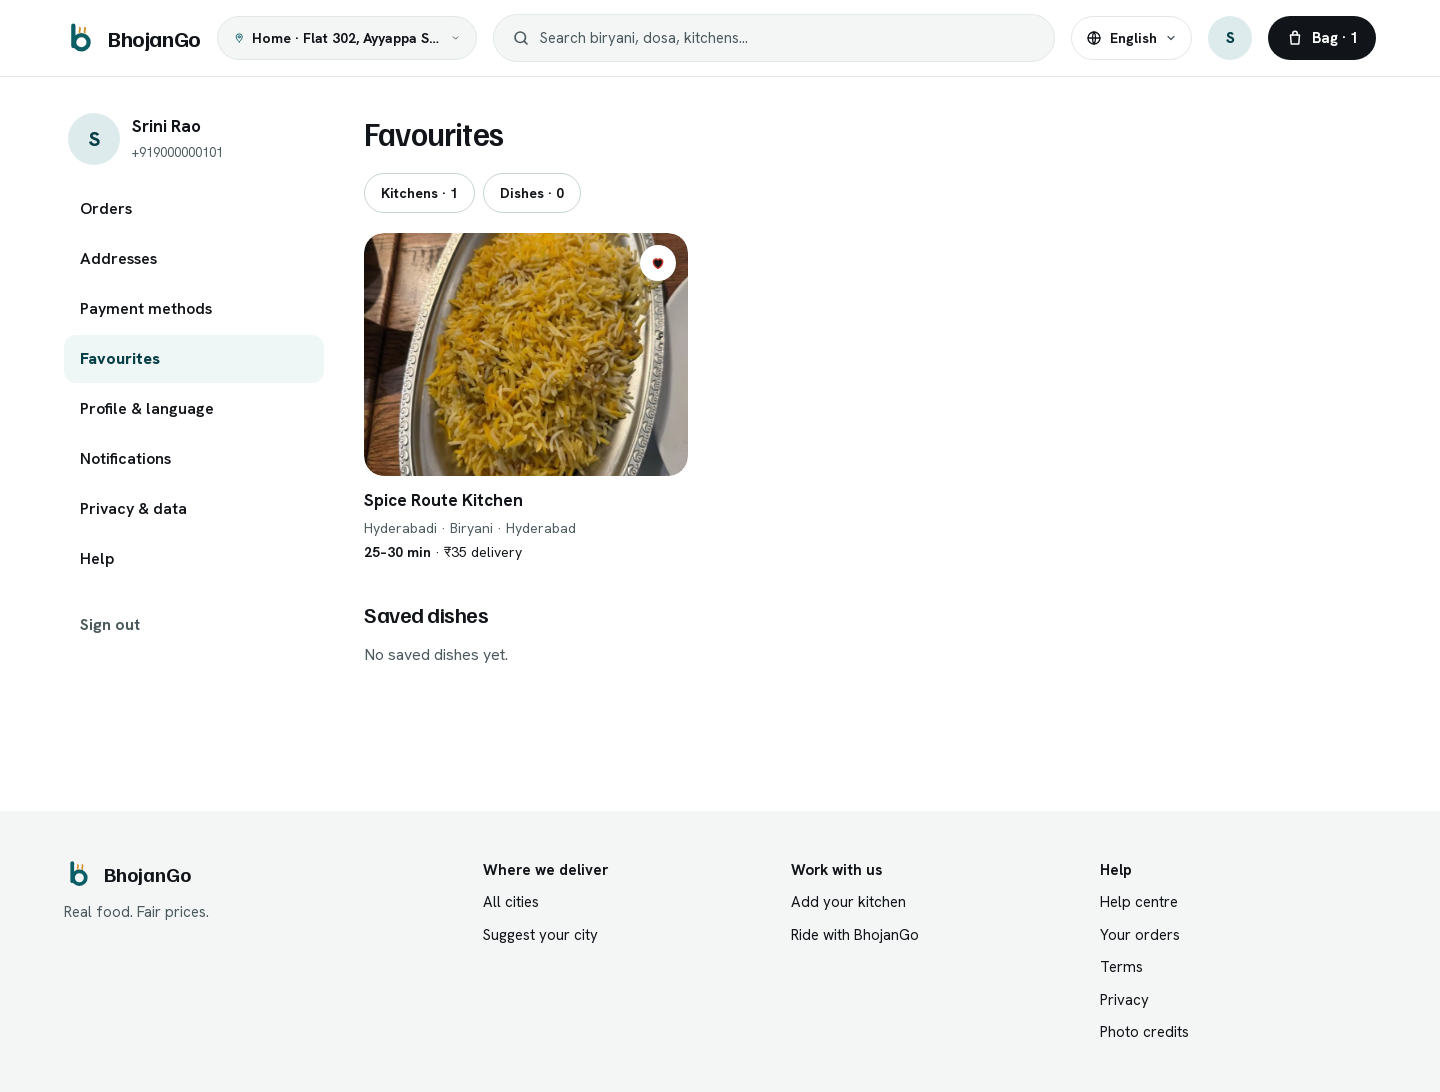 BhojanGo
Home · Flat 302, Ayyappa S...
Search biryani, dosa, kitchens...
English
S
Bag · 1
S
Srini Rao
+919000000101
Orders
Addresses
Payment methods
Favourites
Profile & language
Notifications
Privacy & data
Help
Sign out
Favourites
Kitchens · 1
Dishes · 0
Spice Route Kitchen
Hyderabadi · Biryani · Hyderabad
25–30 min · ₹35 delivery
Saved dishes
No saved dishes yet.
BhojanGo
Real food. Fair prices.
Where we deliver
All cities
Suggest your city
Work with us
Add your kitchen
Ride with BhojanGo
Help
Help centre
Your orders
Terms
Privacy
Photo credits